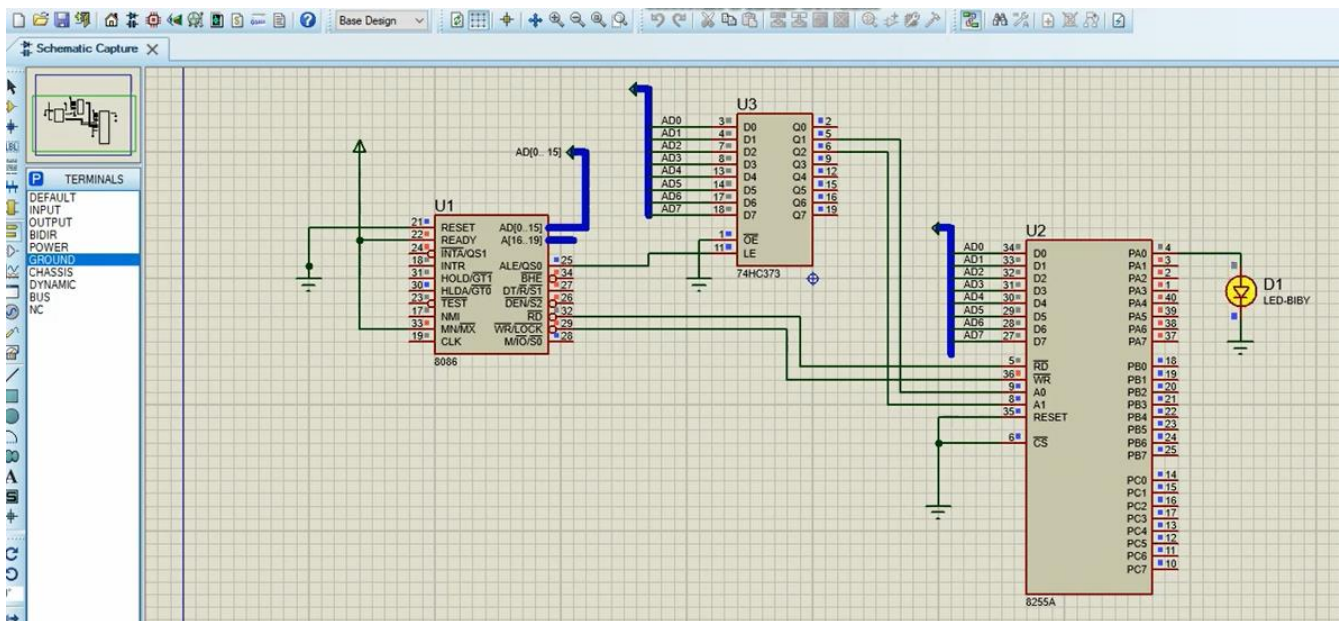 Base Design
Schematic Capture
P TERMINALS
DEFAULT
INPUT
OUTPUT
BIDIR
POWER
GROUND
CHASSIS
DYNAMIC
BUS
NC
U1
21 RESET AD[0..15]
22 READY A[16..19]
24 INTA/QS1
18 INTR ALE/QS0 25
31 HOLD/GT1 BHE 34
30 HLDA/GT0 DT/R/S1 27
23 TEST DEN/S2 26
17 NMI RD 32
33 MN/MX WR/LOCK 29
19 CLK M/IO/S0 28
8086
AD[0..15]
U3
AD0 3 D0 Q0 2
AD1 4 D1 Q1 5
AD2 7 D2 Q2 6
AD3 8 D3 Q3 9
AD4 13 D4 Q4 12
AD5 14 D5 Q5 15
AD6 17 D6 Q6 16
AD7 18 D7 Q7 19
1 OE
11 LE
74HC373
U2
AD0 34 D0 PA0 4
AD1 33 D1 PA1 3
AD2 32 D2 PA2 2
AD3 31 D3 PA3 1
AD4 30 D4 PA4 40
AD5 29 D5 PA5 39
AD6 28 D6 PA6 38
AD7 27 D7 PA7 37
5 RD PB0 18
36 WR PB1 19
9 A0 PB2 20
8 A1 PB3 21
35 RESET PB4 22
PB5 23
6 CS PB6 24
PB7 25
PC0 14
PC1 15
PC2 16
PC3 17
PC4 13
PC5 12
PC6 11
PC7 10
8255A
D1
LED-BIBY